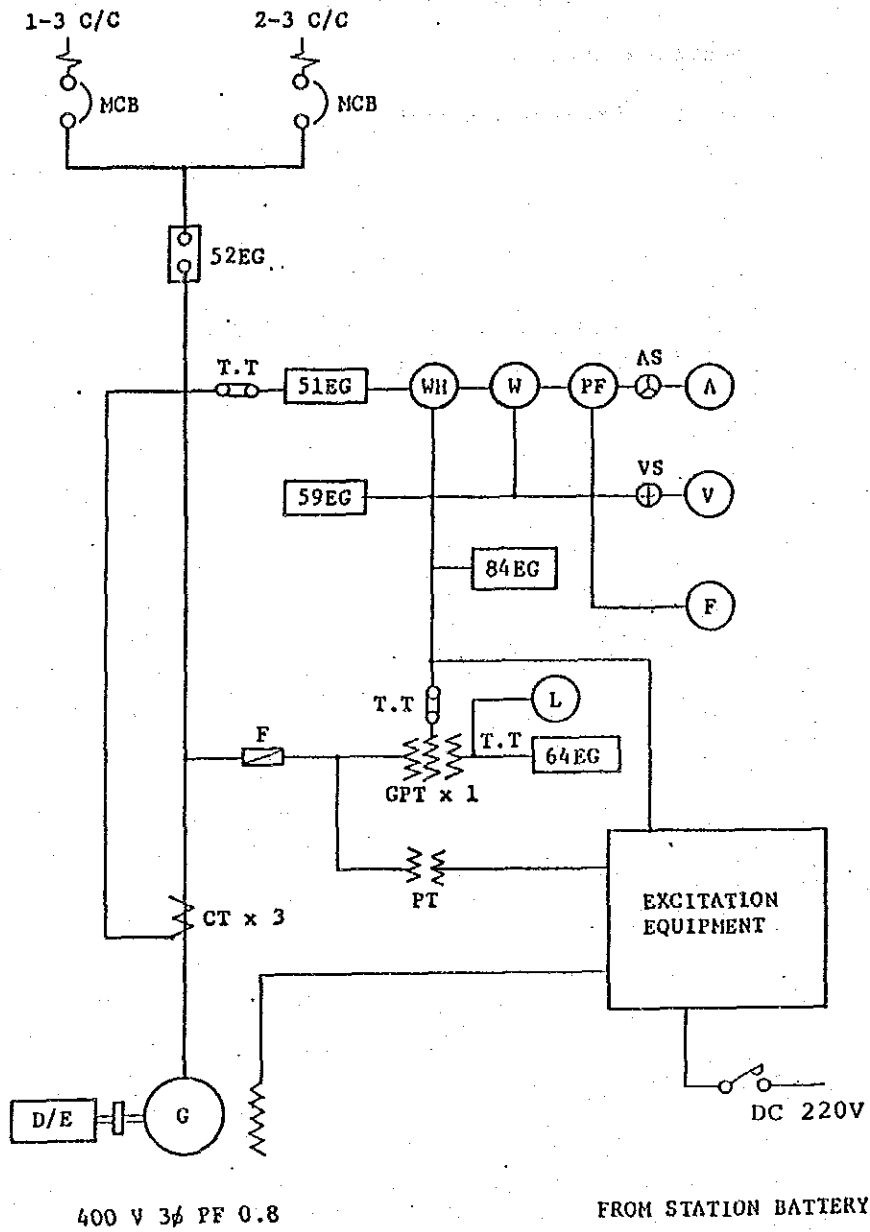 1-3 C/C
2-3 C/C
MCB
MCB
52EG
T.T
51EG
WH
W
PF
AS
A
59EG
VS
V
84EG
F
T.T
L
F
T.T
64EG
GPT x 1
PT
EXCITATION
EQUIPMENT
CT x 3
D/E
G
DC 220V
400 V 3φ PF 0.8
FROM STATION BATTERY